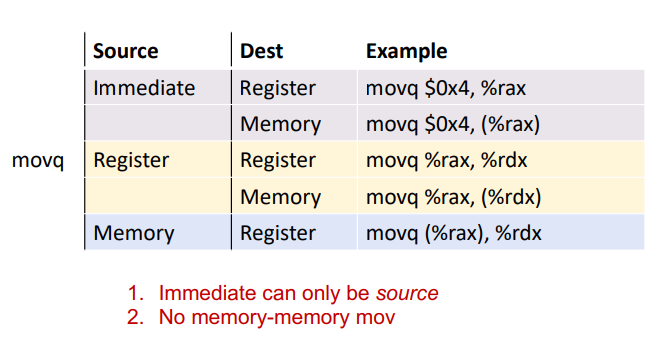 Source Dest Example
Immediate Register movq $0x4, %rax
Memory movq $0x4, (%rax)
movq Register Register movq %rax, %rdx
Memory movq %rax, (%rdx)
Memory Register movq (%rax), %rdx
1. Immediate can only be source
2. No memory-memory mov